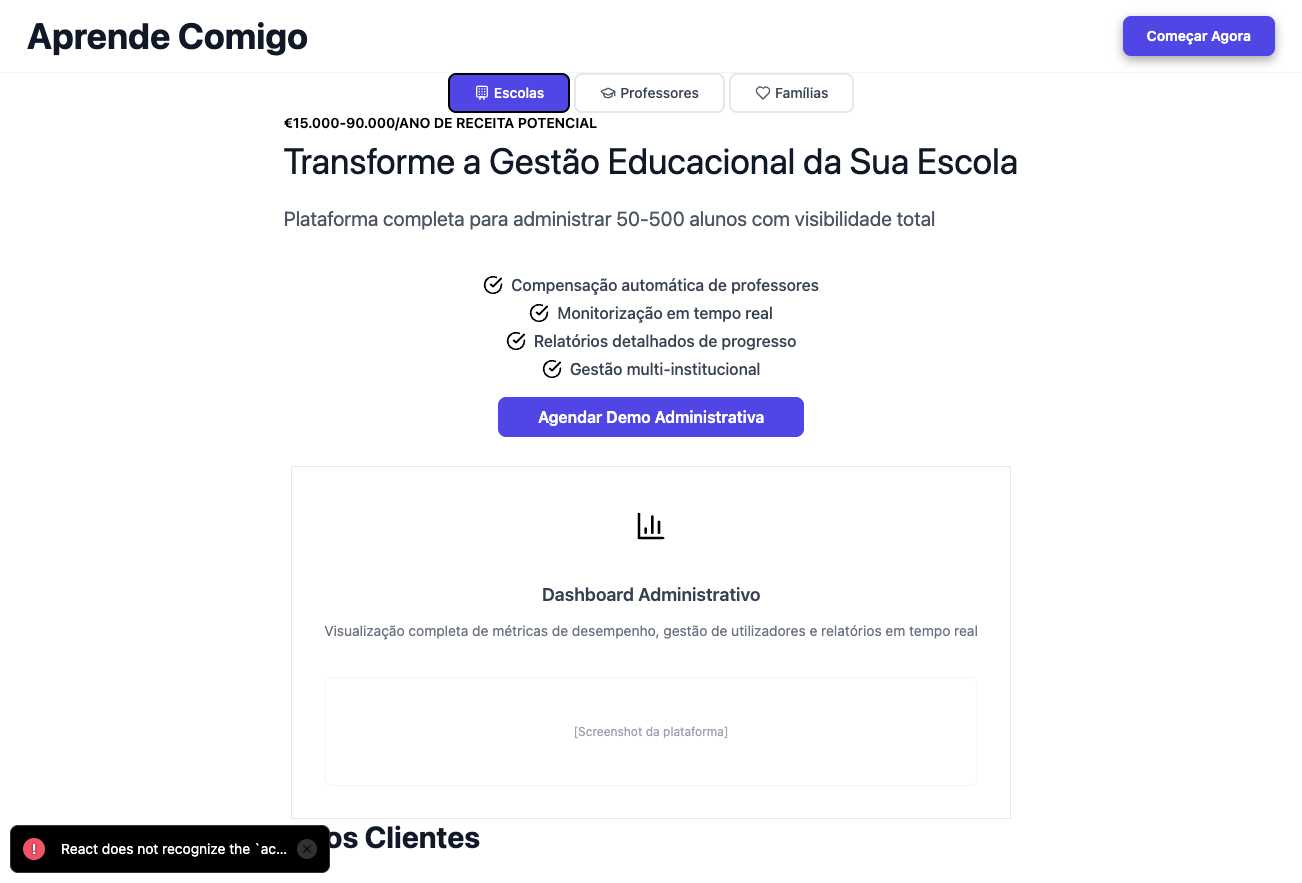 Aprende Comigo
Começar Agora
Escolas
Professores
Famílias
€15.000-90.000/ANO DE RECEITA POTENCIAL
Transforme a Gestão Educacional da Sua Escola
Plataforma completa para administrar 50-500 alunos com visibilidade total
Compensação automática de professores
Monitorização em tempo real
Relatórios detalhados de progresso
Gestão multi-institucional
Agendar Demo Administrativa
Dashboard Administrativo
Visualização completa de métricas de desempenho, gestão de utilizadores e relatórios em tempo real
[Screenshot da plataforma]
os Clientes
React does not recognize the `ac...